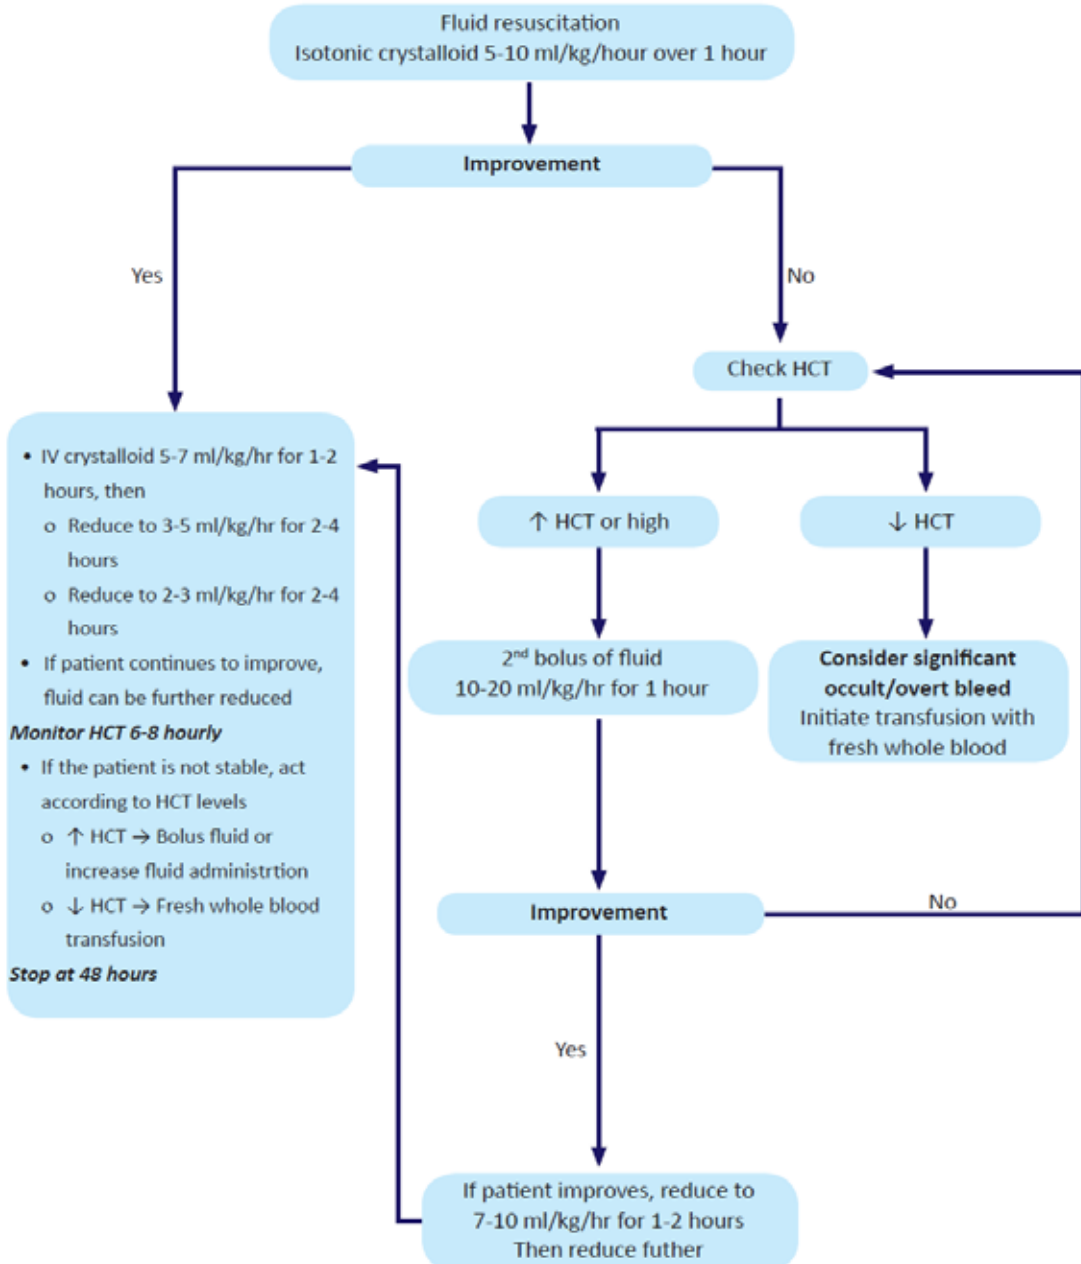 Fluid resuscitation
Isotonic crystalloid 5-10 ml/kg/hour over 1 hour
Improvement
Yes
No
Check HCT
• IV crystalloid 5-7 ml/kg/hr for 1-2
hours, then
o Reduce to 3-5 ml/kg/hr for 2-4
hours
o Reduce to 2-3 ml/kg/hr for 2-4
hours
• If patient continues to improve,
fluid can be further reduced
Monitor HCT 6-8 hourly
• If the patient is not stable, act
according to HCT levels
o ↑ HCT → Bolus fluid or
increase fluid administrtion
o ↓ HCT → Fresh whole blood
transfusion
Stop at 48 hours
↑ HCT or high
↓ HCT
2nd bolus of fluid
10-20 ml/kg/hr for 1 hour
Consider significant
occult/overt bleed
Initiate transfusion with
fresh whole blood
Improvement
No
Yes
If patient improves, reduce to
7-10 ml/kg/hr for 1-2 hours
Then reduce futher